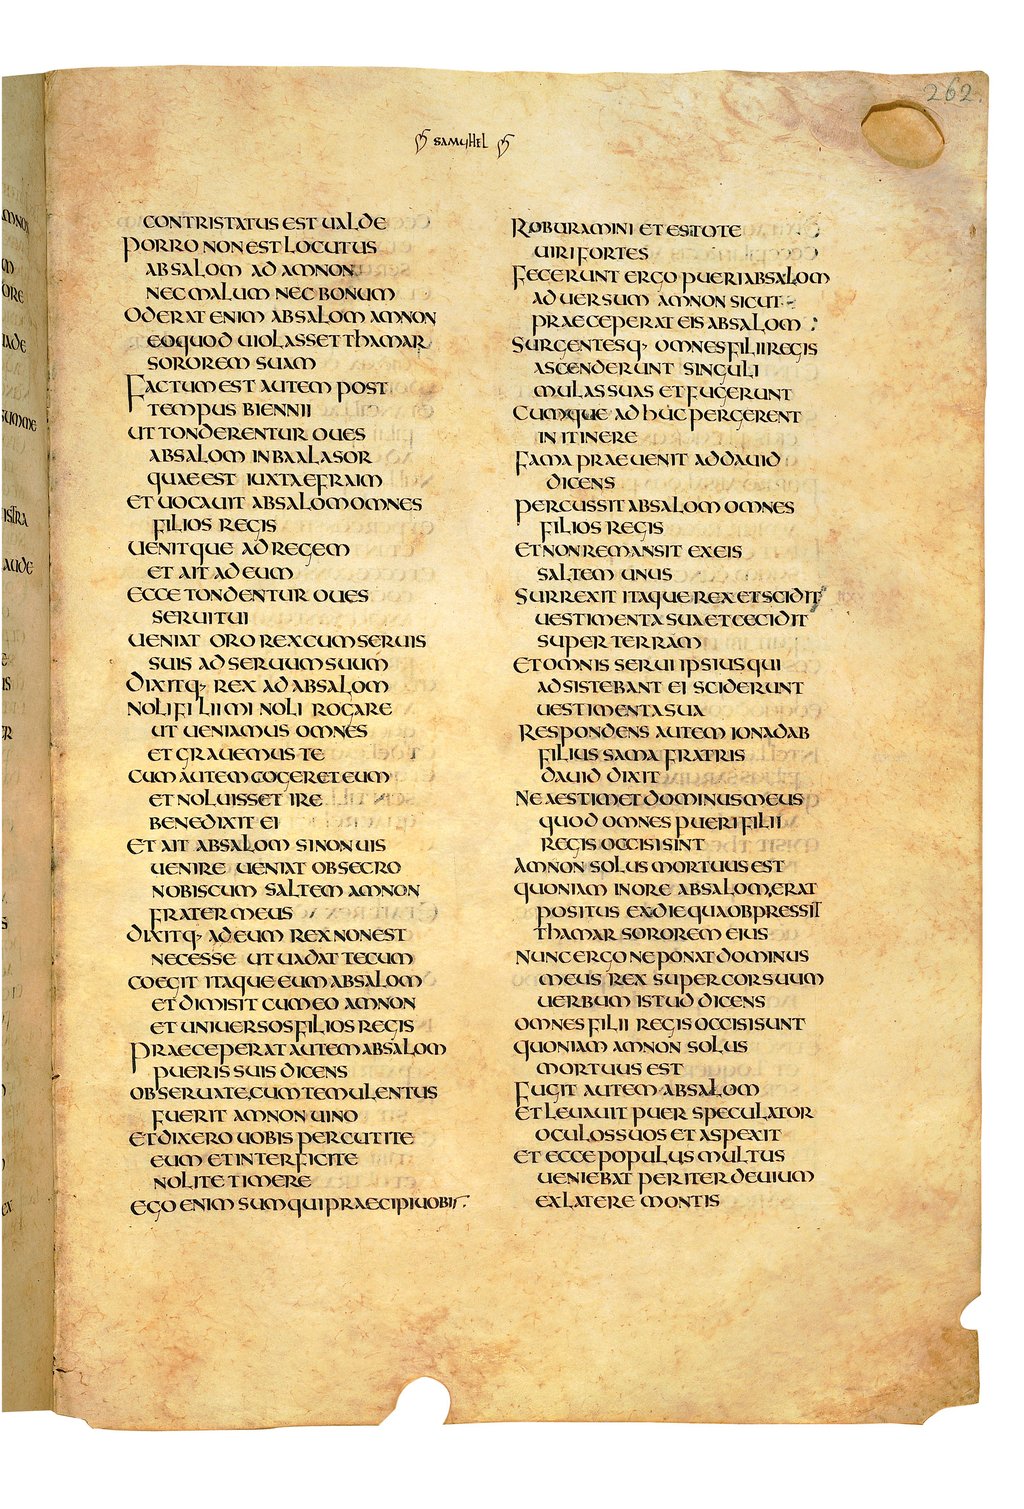 262
SAMUHEL
CONTRISTATUS EST UALDE
PORRO NON EST LOCUTUS
ABSALOM AD AMNON
NEC MALUM NEC BONUM
ODERAT ENIM ABSALOM AMNON
EO QUOD UIOLASSET THAMAR
SOROREM SUAM
FACTUM EST AUTEM POST
TEMPUS BIENNII
UT TONDERENTUR OUES
ABSALOM IN BAALASOR
QUAE EST IUXTA EFRAIM
ET UOCAUIT ABSALOM OMNES
FILIOS REGIS
UENITQUE AD REGEM
ET AIT AD EUM
ECCE TONDENTUR OUES
SERUI TUI
UENIAT ORO REX CUM SERUIS
SUIS AD SERUUM SUUM
DIXITQ, REX AD ABSALOM
NOLI FILI MI NOLI ROGARE
UT UENIAMUS OMNES
ET GRAUEMUS TE
CUM AUTEM COGERET EUM
ET NOLUISSET IRE
BENEDIXIT EI
ET AIT ABSALOM SI NON UIS
UENIRE UENIAT OBSECRO
NOBISCUM SALTEM AMNON
FRATER MEUS
DIXITQ, AD EUM REX NON EST
NECESSE UT UADAT TECUM
COEGIT ITAQUE EUM ABSALOM
ET DIMISIT CUM EO AMNON
ET UNIUERSOS FILIOS REGIS
PRAECEPERAT AUTEM ABSALOM
PUERIS SUIS DICENS
OBSERUATE CUM TEMULENTUS
FUERIT AMNON UINO
ET DIXERO UOBIS PERCUTITE
EUM ET INTERFICITE
NOLITE TIMERE
EGO ENIM SUM QUI PRAECIPI UOBIS
ROBURAMINI ET ESTOTE
UIRI FORTES
FECERUNT ERGO PUERI ABSALOM
ADUERSUM AMNON SICUT
PRAECEPERAT EIS ABSALOM
SURGENTESQ, OMNES FILII REGIS
ASCENDERUNT SINGULI
MULAS SUAS ET FUGERUNT
CUMQUE AD HUC PERGERENT
IN ITINERE
FAMA PRAEUENIT AD DAUID
DICENS
PERCUSSIT ABSALOM OMNES
FILIOS REGIS
ET NON REMANSIT EX EIS
SALTEM UNUS
SURREXIT ITAQUE REX ET SCIDIT
UESTIMENTA SUA ET CECIDIT
SUPER TERRAM
ET OMNIS SERUI IPSIUS QUI
ADSISTEBANT EI SCIDERUNT
UESTIMENTA SUA
RESPONDENS AUTEM IONADAB
FILIUS SAMA FRATRIS
DAUID DIXIT
NE AESTIMET DOMINUS MEUS
QUOD OMNES PUERI FILII
REGIS OCCISI SINT
AMNON SOLUS MORTUUS EST
QUONIAM IN ORE ABSALOM ERAT
POSITUS EX DIE QUA OBPRESSIT
THAMAR SOROREM EIUS
NUNC ERGO NE PONAT DOMINUS
MEUS REX SUPER COR SUUM
UERBUM ISTUD DICENS
OMNES FILII REGIS OCCISI SUNT
QUONIAM AMNON SOLUS
MORTUUS EST
FUGIT AUTEM ABSALOM
ET LEUAUIT PUER SPECULATOR
OCULOS SUOS ET ASPEXIT
ET ECCE POPULUS MULTUS
UENIEBAT PER ITER DEUIUM
EX LATERE MONTIS